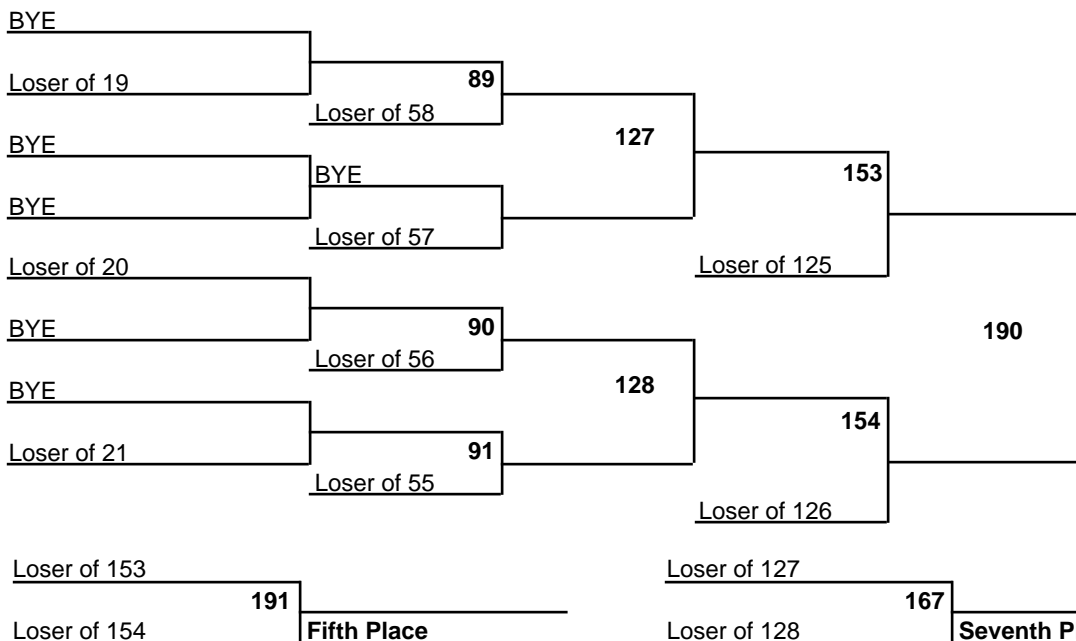 BYE
Loser of 19
89
Loser of 58
127
BYE
BYE
153
BYE
Loser of 57
Loser of 125
Loser of 20
90
190
BYE
Loser of 56
128
BYE
154
Loser of 21
91
Loser of 55
Loser of 126
Loser of 153
191
Loser of 154
Fifth Place
Loser of 127
167
Loser of 128
Seventh P